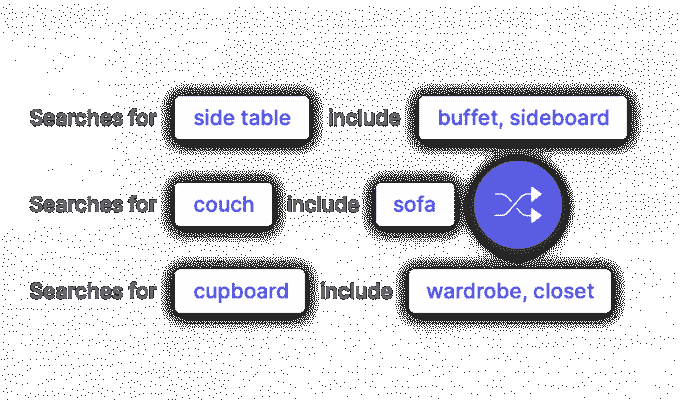 Searches for side table include buffet, sideboard
Searches for couch include sofa
Searches for cupboard include wardrobe, closet